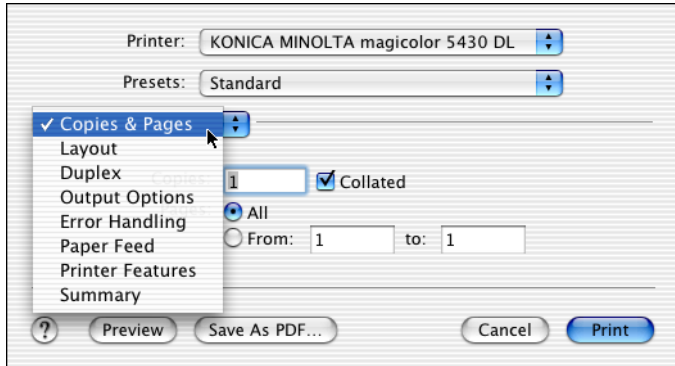 Printer: KONICA MINOLTA magicolor 5430 DL
Presets: Standard
✓ Copies & Pages
Layout
Duplex
Copies: 1 Collated
Output Options
All
Error Handling
From: 1 to: 1
Paper Feed
Printer Features
Summary
? Preview Save As PDF... Cancel Print